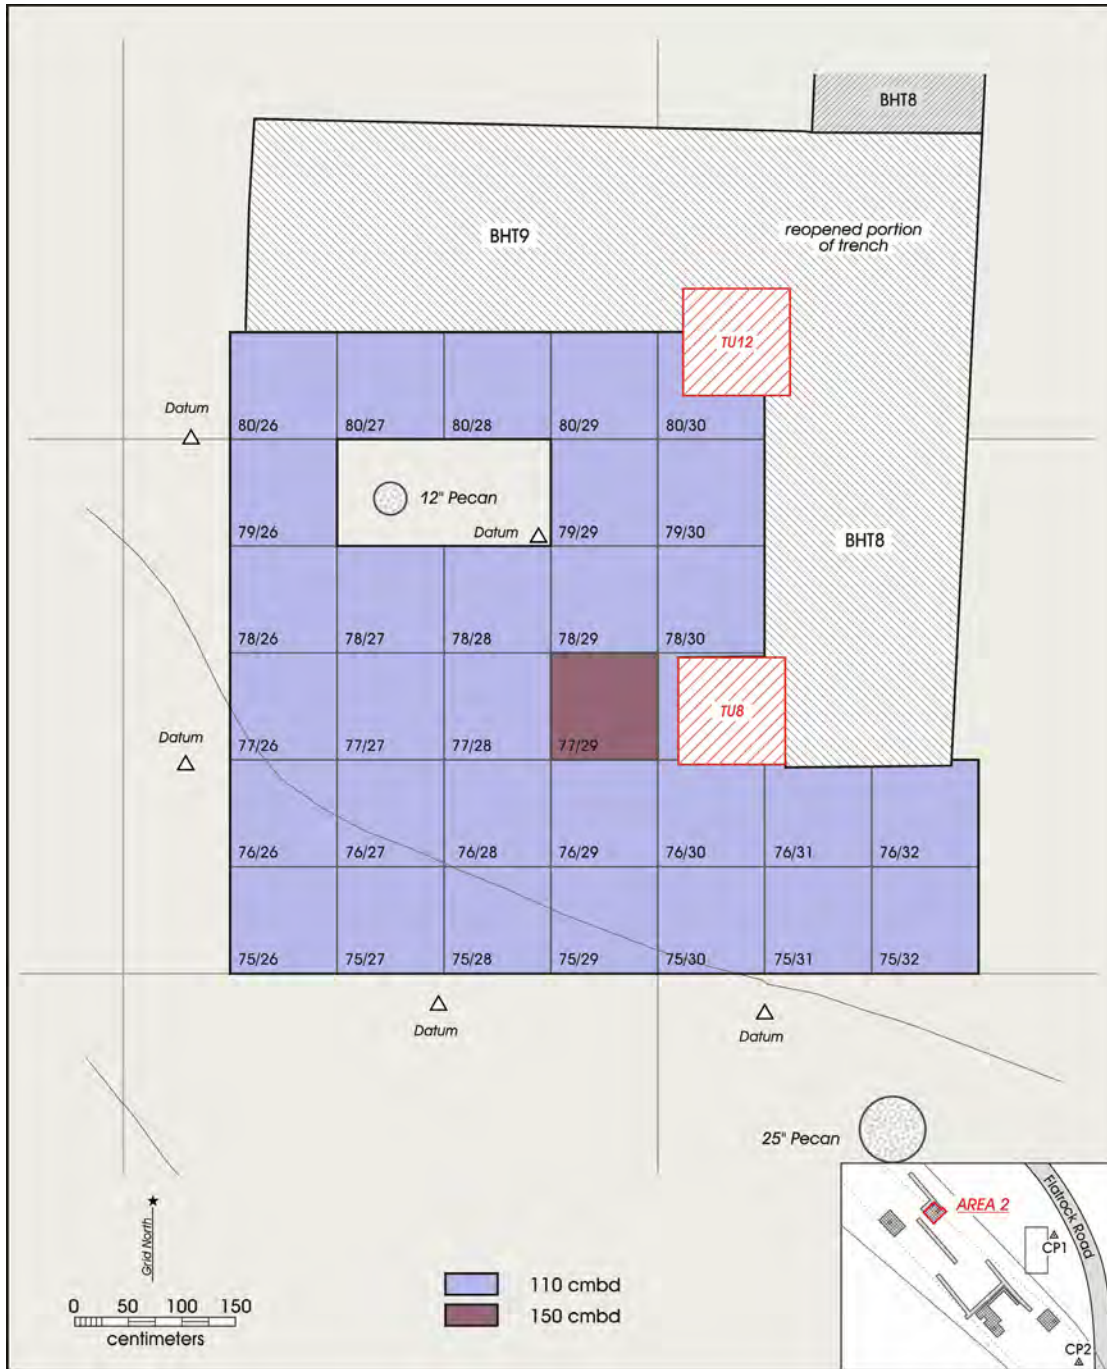 BHT8
BHT9
reopened portion
of trench
TU12
Datum
80/26
80/27
80/28
80/29
80/30
12" Pecan
Datum
79/26
79/29
79/30
BHT8
78/26
78/27
78/28
78/29
78/30
TU8
Datum
77/26
77/27
77/28
77/29
76/26
76/27
76/28
76/29
76/30
76/31
76/32
75/26
75/27
75/28
75/29
75/30
75/31
75/32
Datum
Datum
25" Pecan
Grid North
0 50 100 150
centimeters
110 cmbd
150 cmbd
AREA 2
Flatrock Road
CP1
CP2